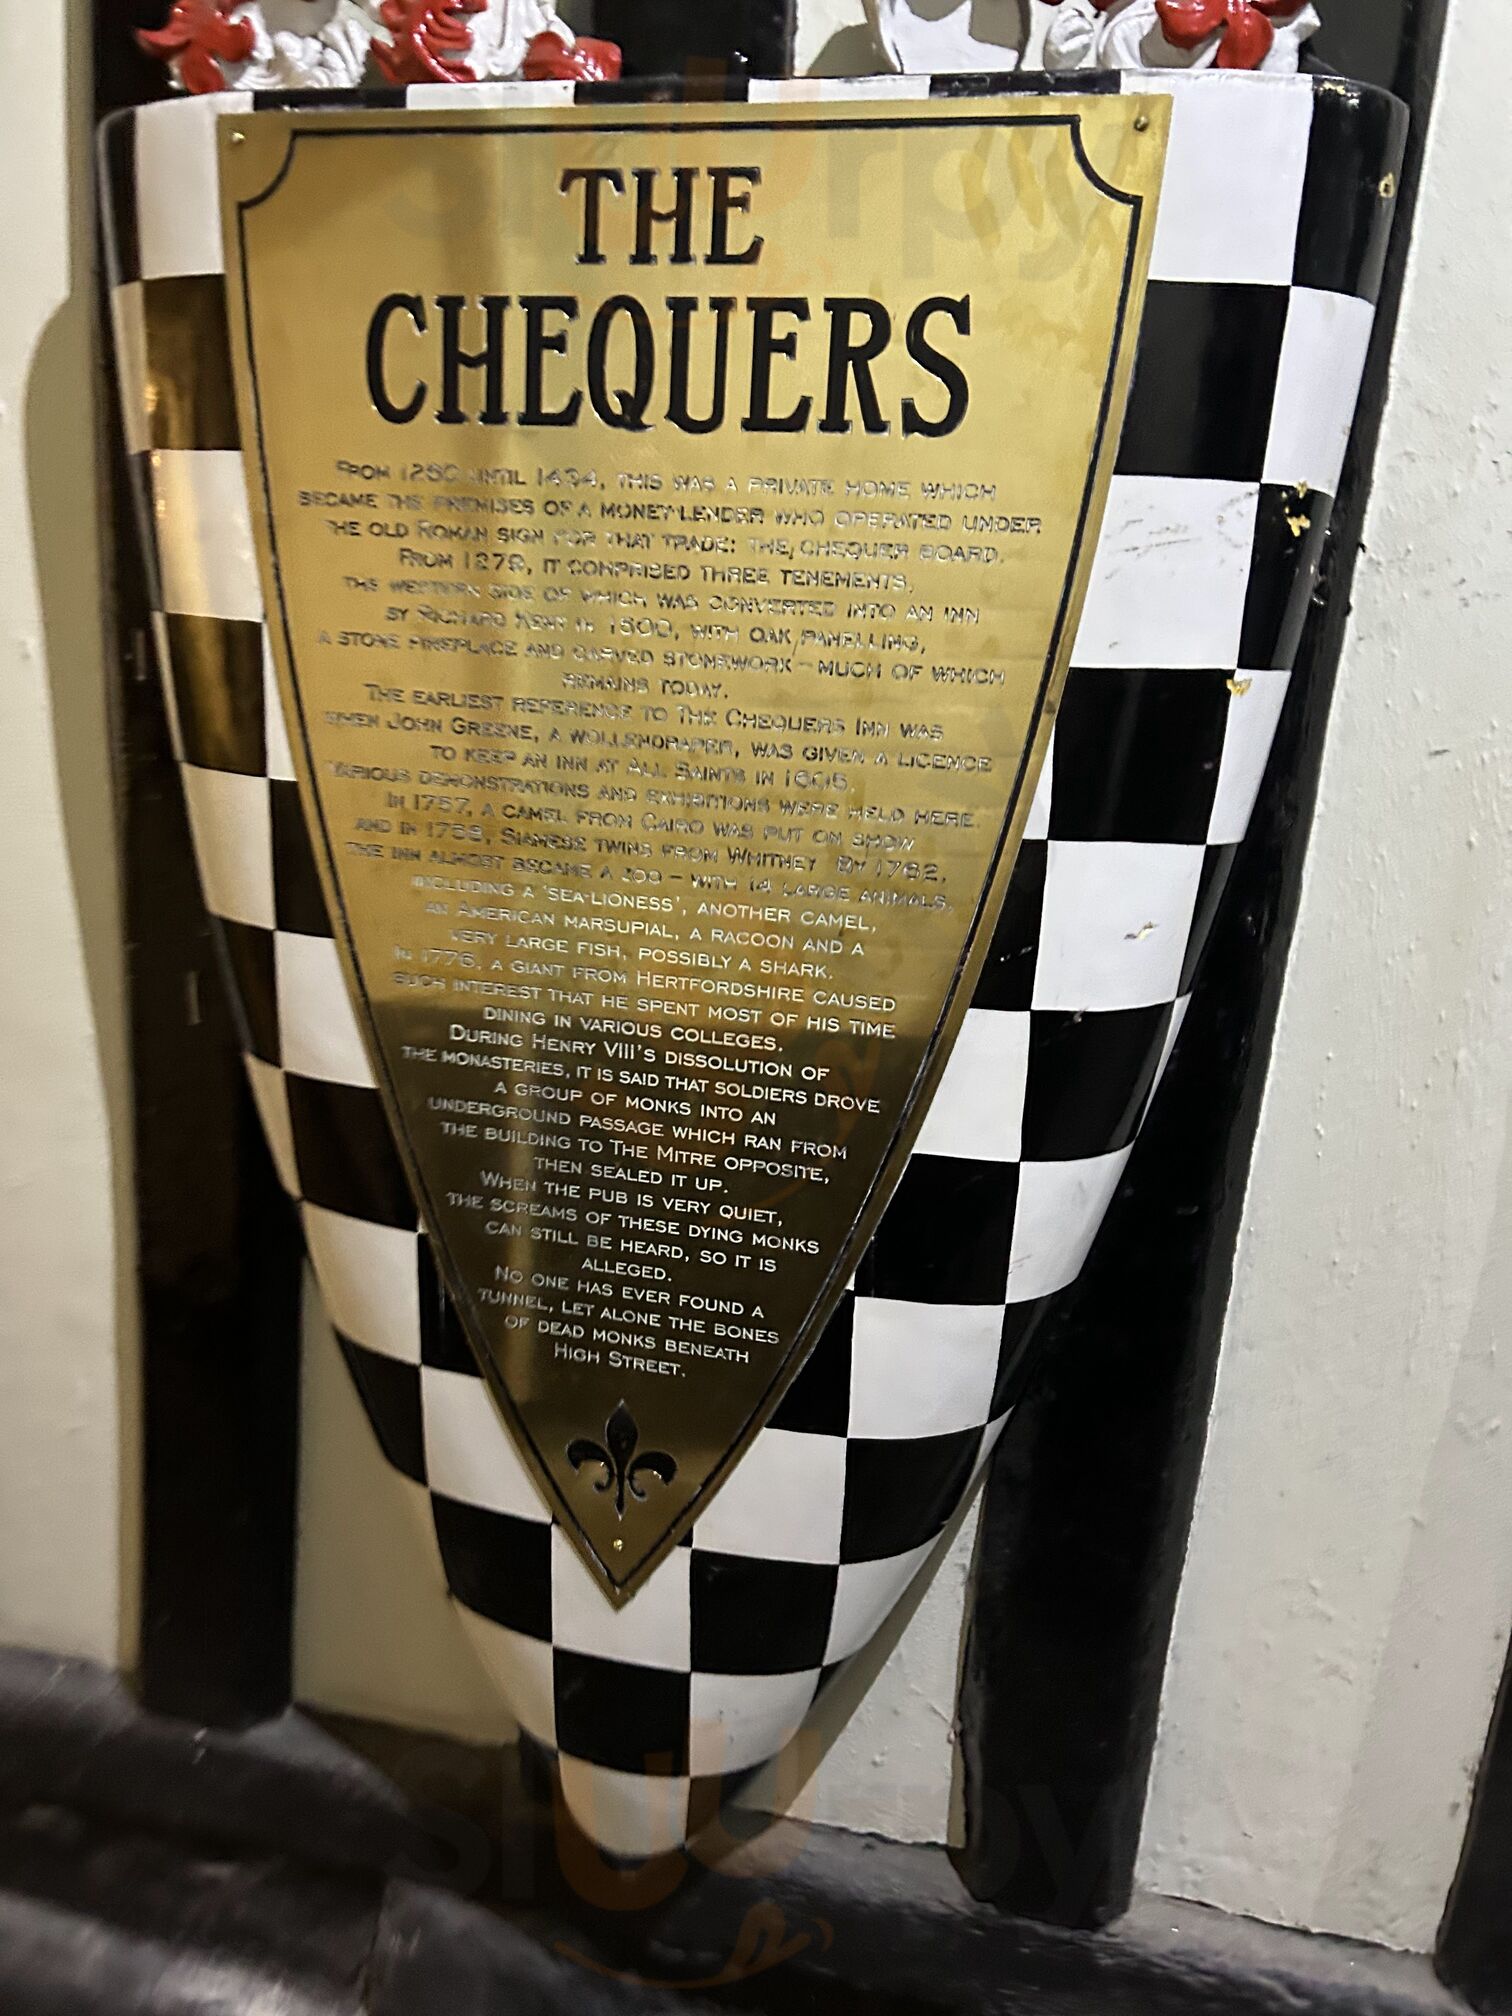 THE
CHEQUERS
FROM 1250 UNTIL 1434, THIS WAS A PRIVATE HOME WHICH
BECAME THE PREMISES OF A MONEY-LENDER WHO OPERATED UNDER
THE OLD ROMAN SIGN FOR THAT TRADE: THE CHEQUER BOARD.
FROM 1279, IT COMPRISED THREE TENEMENTS,
THE WESTERN SIDE OF WHICH WAS CONVERTED INTO AN INN
BY RICHARD KENT IN 1500, WITH OAK PANELLING,
A STONE FIREPLACE AND CARVED STONEWORK – MUCH OF WHICH
REMAINS TODAY.
THE EARLIEST REFERENCE TO THE CHEQUERS INN WAS
WHEN JOHN GREENE, A WOLLENDRAPER, WAS GIVEN A LICENCE
TO KEEP AN INN AT ALL SAINTS IN 1605.
VARIOUS DEMONSTRATIONS AND EXHIBITIONS WERE HELD HERE.
IN 1757, A CAMEL FROM CAIRO WAS PUT ON SHOW
AND IN 1758, SIAMESE TWINS FROM WHITNEY BY 1762,
THE INN ALMOST BECAME A ZOO – WITH 14 LARGE ANIMALS,
INCLUDING A 'SEA-LIONESS', ANOTHER CAMEL,
AN AMERICAN MARSUPIAL, A RACOON AND A
VERY LARGE FISH, POSSIBLY A SHARK.
IN 1776, A GIANT FROM HERTFORDSHIRE CAUSED
SUCH INTEREST THAT HE SPENT MOST OF HIS TIME
DINING IN VARIOUS COLLEGES.
DURING HENRY VIII'S DISSOLUTION OF
THE MONASTERIES, IT IS SAID THAT SOLDIERS DROVE
A GROUP OF MONKS INTO AN
UNDERGROUND PASSAGE WHICH RAN FROM
THE BUILDING TO THE MITRE OPPOSITE,
THEN SEALED IT UP.
WHEN THE PUB IS VERY QUIET,
THE SCREAMS OF THESE DYING MONKS
CAN STILL BE HEARD, SO IT IS
ALLEGED.
NO ONE HAS EVER FOUND A
TUNNEL, LET ALONE THE BONES
OF DEAD MONKS BENEATH
HIGH STREET.
slurpy
slurpy